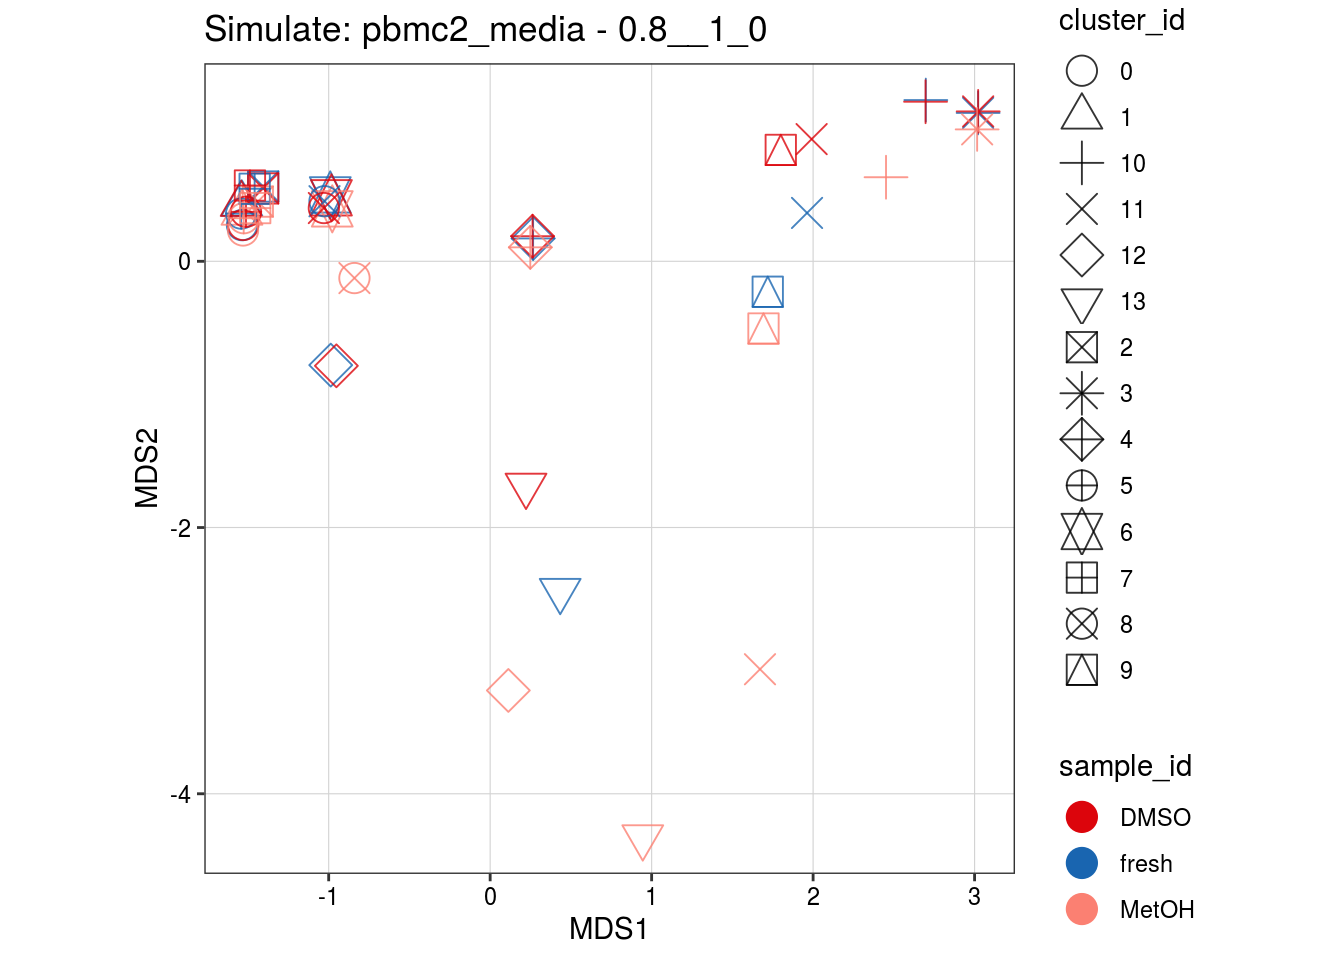 Simulate: pbmc2_media - 0.8__1_0
cluster_id
0
1
10
11
12
13
2
3
4
5
6
7
8
9
sample_id
DMSO
fresh
MetOH
MDS2
0
-2
-4
-1
0
1
2
3
MDS1